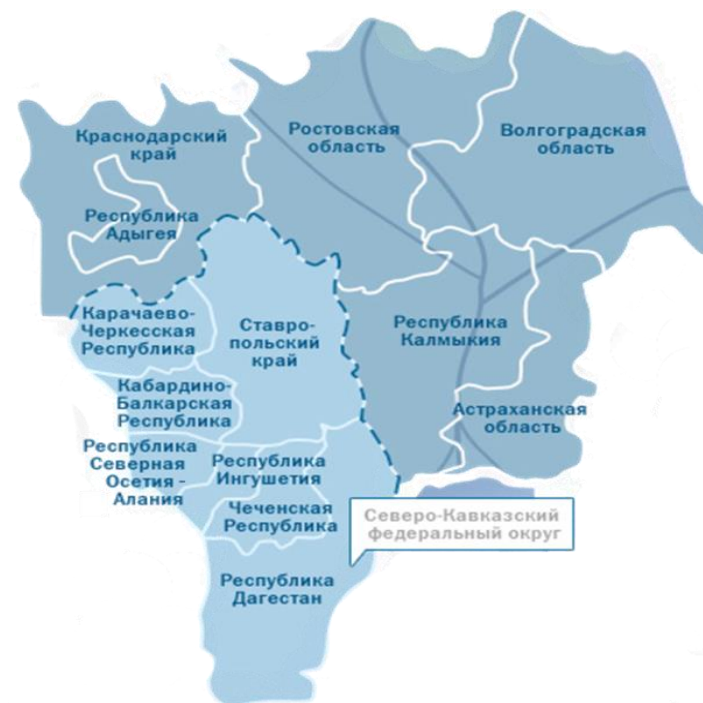 Краснодарский
край
Ростовская
область
Волгоградская
область
Республика
Адыгея
Карачаево-
Черкесская
Республика
Ставро-
польский
край
Республика
Калмыкия
Кабардино-
Балкарская
Республика
Астраханская
область
Республика
Северная
Осетия -
Алания
Республика
Ингушетия
Чеченская
Республика
Северо-Кавказский
федеральный округ
Республика
Дагестан